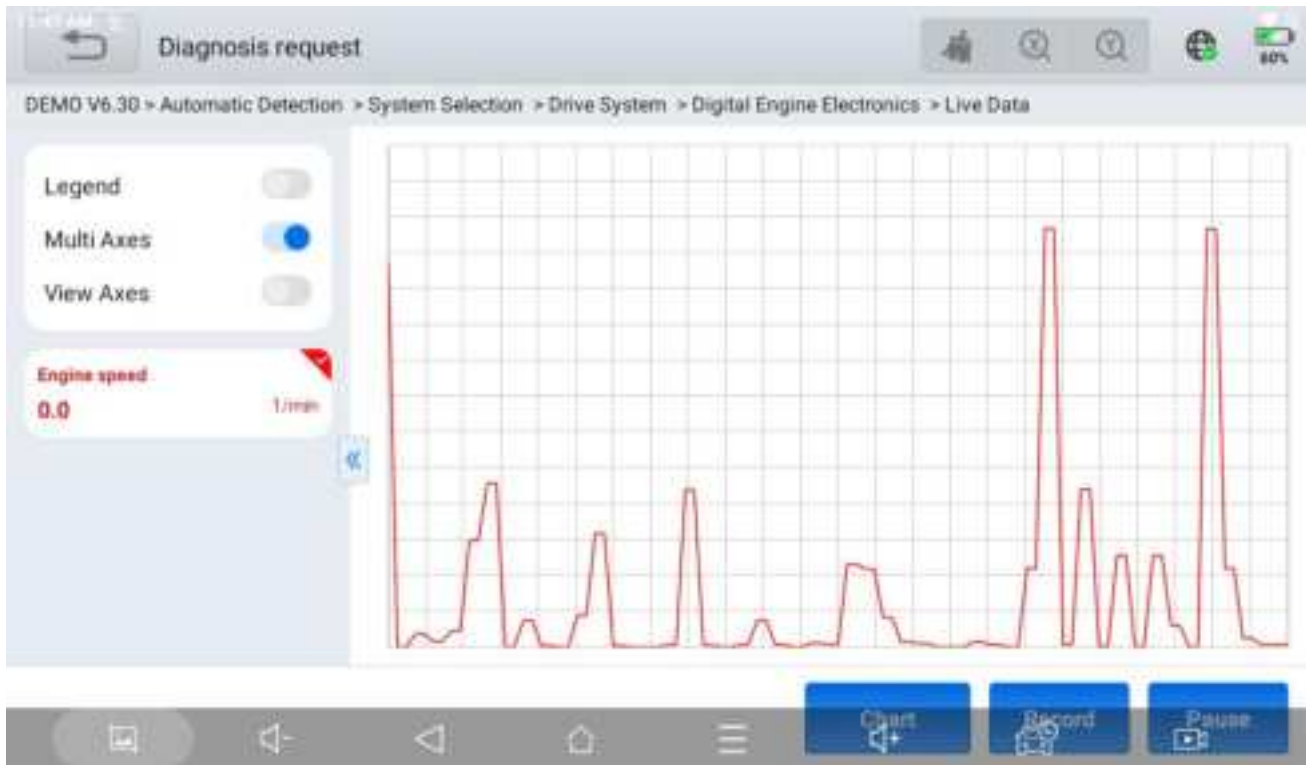 Diagnosis request
60%
DEMO V6.30 > Automatic Detection > System Selection > Drive System > Digital Engine Electronics > Live Data
Legend
Multi Axes
View Axes
Engine speed
0.0 1/min
Chart Record Pause